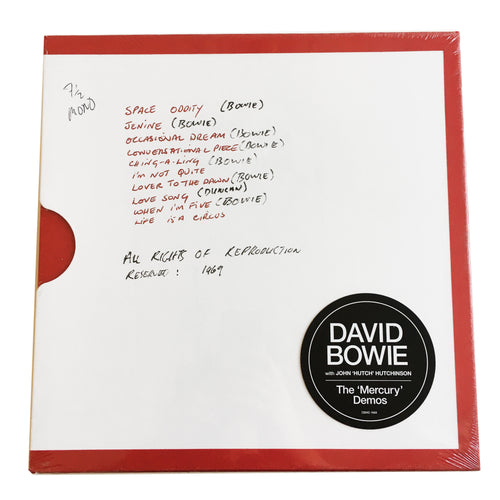 7½
MONO
SPACE ODDITY (BOWIE)
JENINE (BOWIE)
OCCASIONAL DREAM (BOWIE)
CONVERSATIONAL PIECE (BOWIE)
CHING-A-LING (BOWIE)
I'M NOT QUITE
LOVER TO THE DAWN (BOWIE)
LOVE SONG (DUNCAN)
WHEN I'M FIVE (BOWIE)
LIFE IS A CIRCUS
ALL RIGHTS OF REPRODUCTION
RESERVED: 1969
DAVID
BOWIE
with JOHN 'HUTCH' HUTCHINSON
The 'Mercury'
Demos